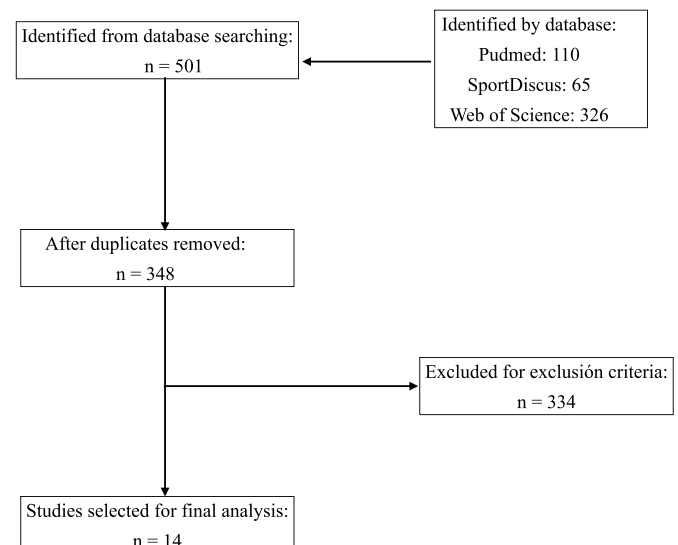 Identified from database searching:
n = 501
Identified by database:
Pudmed: 110
SportDiscus: 65
Web of Science: 326
After duplicates removed:
n = 348
Excluded for exclusión criteria:
n = 334
Studies selected for final analysis:
n = 14